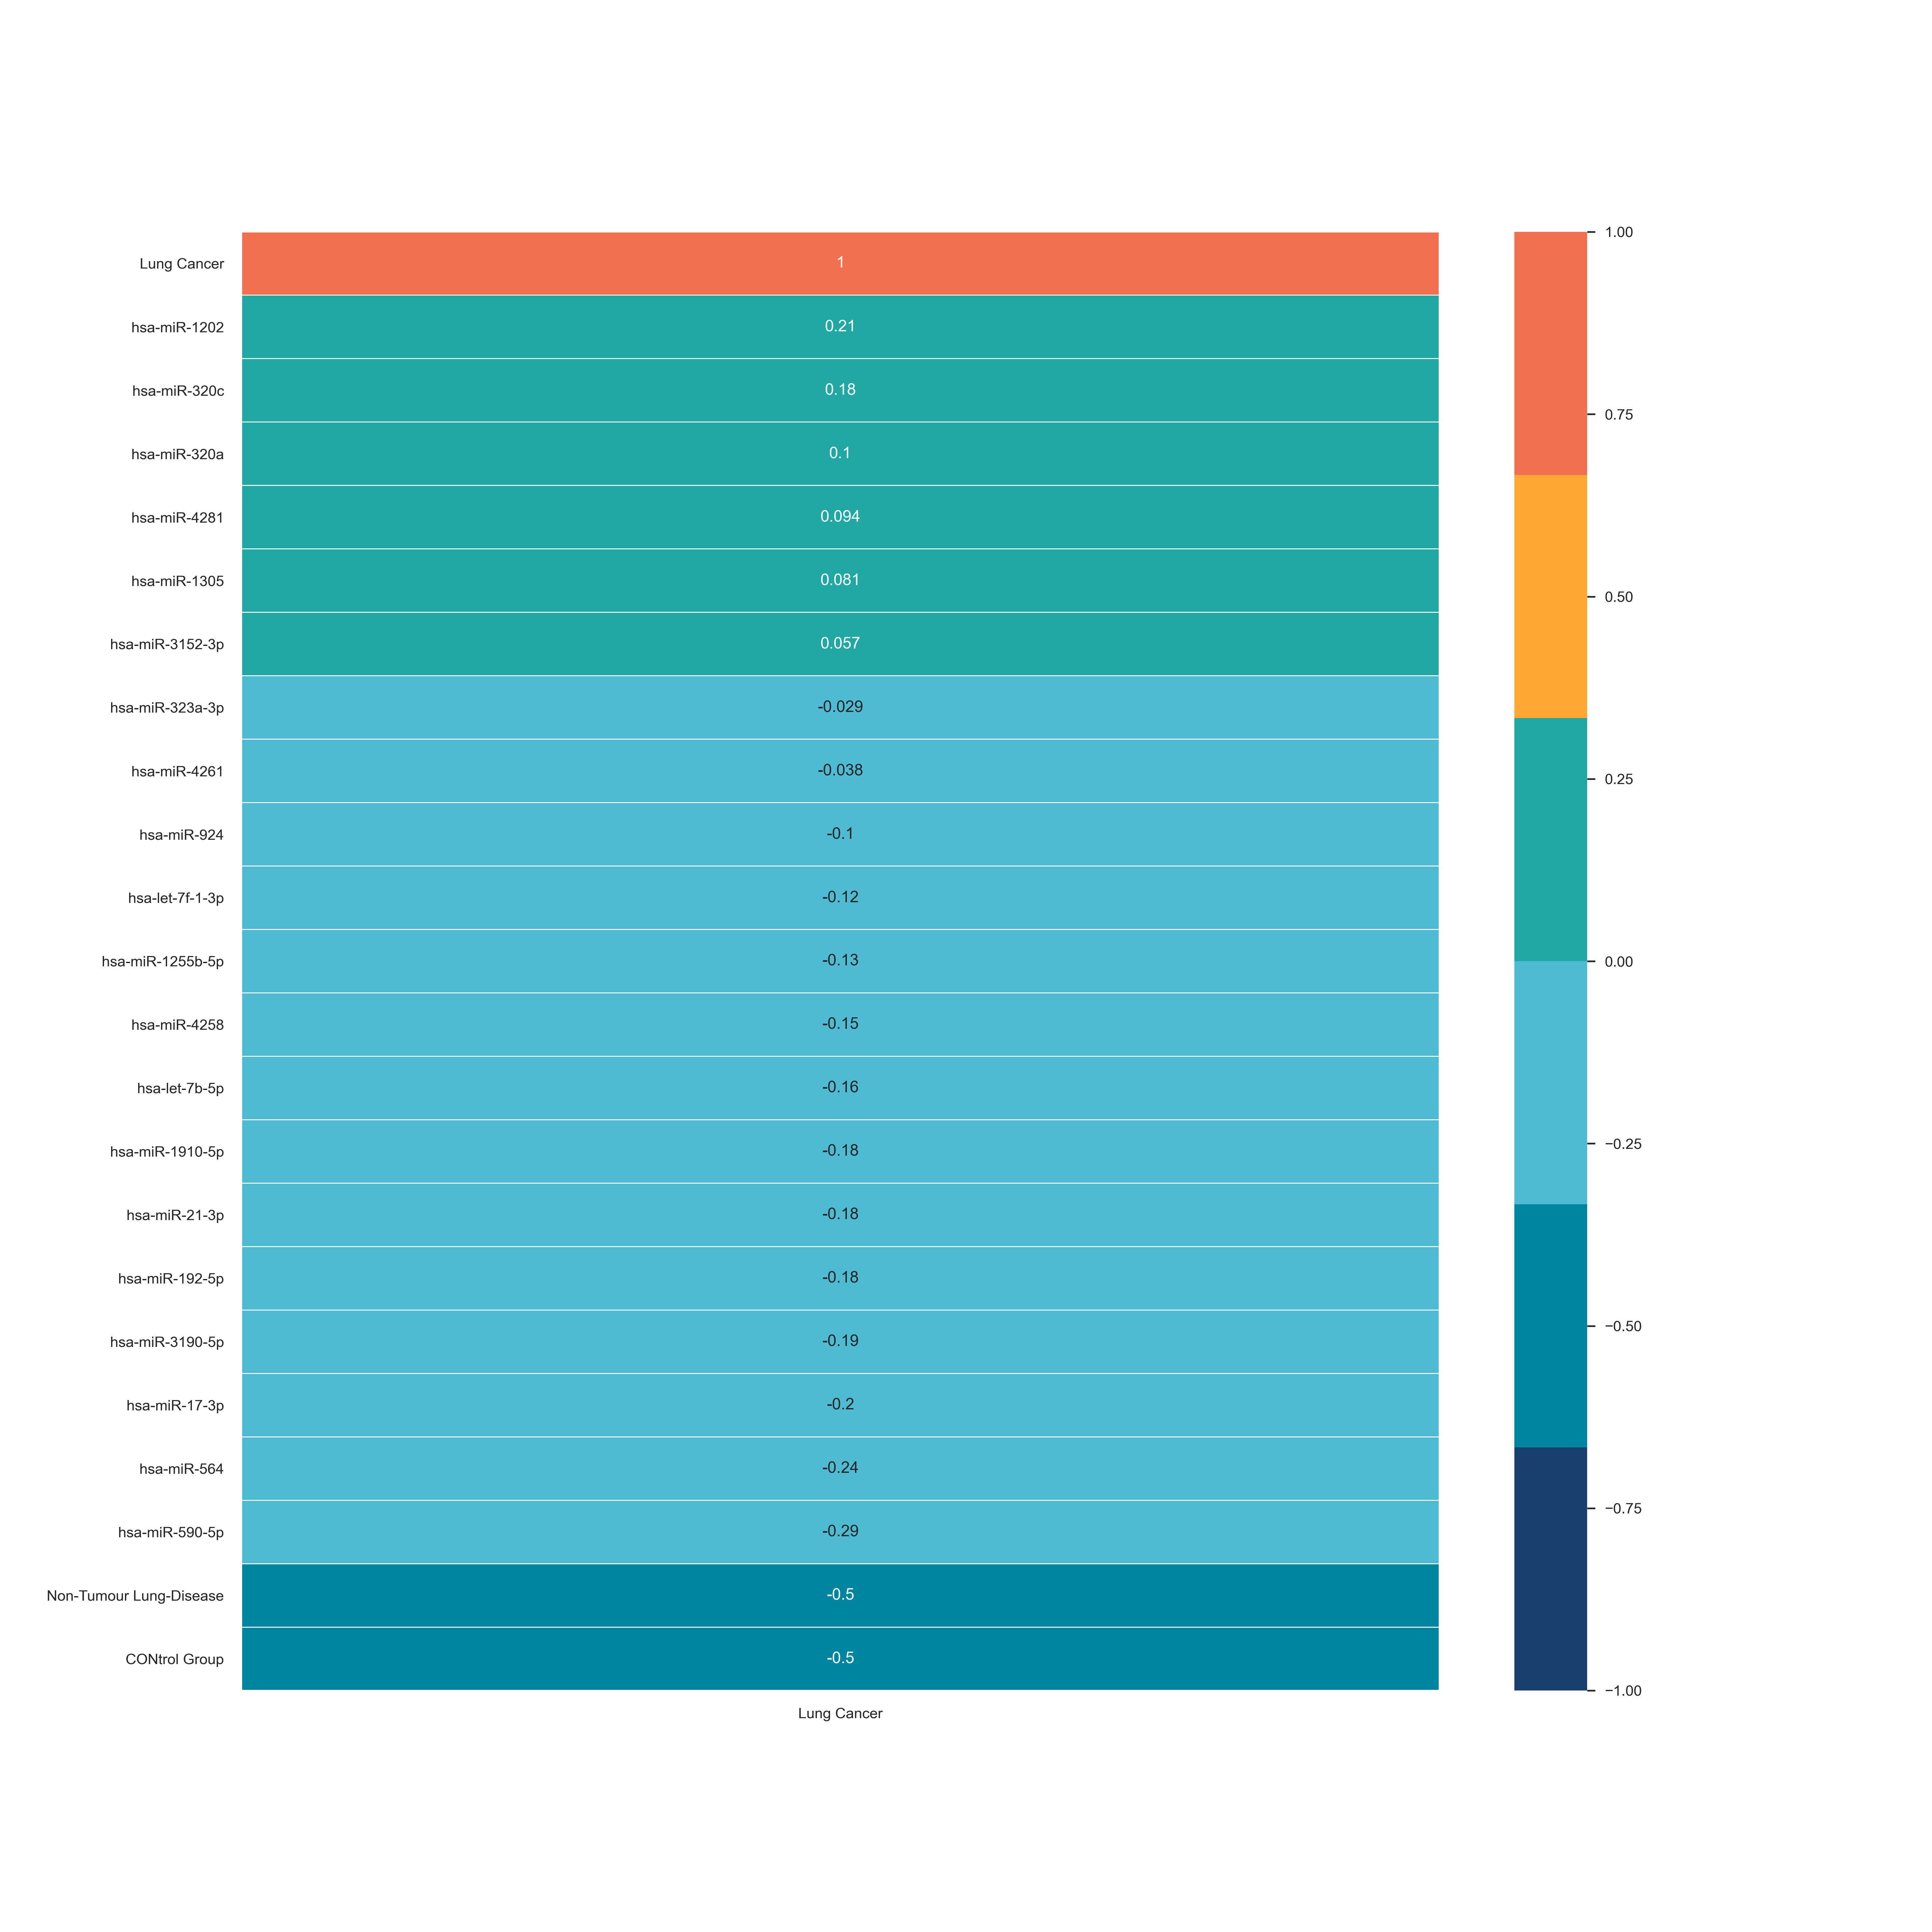 Lung Cancer 1
hsa-miR-1202 0.21
hsa-miR-320c 0.18
hsa-miR-320a 0.1
hsa-miR-4281 0.094
hsa-miR-1305 0.081
hsa-miR-3152-3p 0.057
hsa-miR-323a-3p -0.029
hsa-miR-4261 -0.038
hsa-miR-924 -0.1
hsa-let-7f-1-3p -0.12
hsa-miR-1255b-5p -0.13
hsa-miR-4258 -0.15
hsa-let-7b-5p -0.16
hsa-miR-1910-5p -0.18
hsa-miR-21-3p -0.18
hsa-miR-192-5p -0.18
hsa-miR-3190-5p -0.19
hsa-miR-17-3p -0.2
hsa-miR-564 -0.24
hsa-miR-590-5p -0.29
Non-Tumour Lung-Disease -0.5
CONtrol Group -0.5
Lung Cancer
1.00
0.75
0.50
0.25
0.00
−0.25
−0.50
−0.75
−1.00